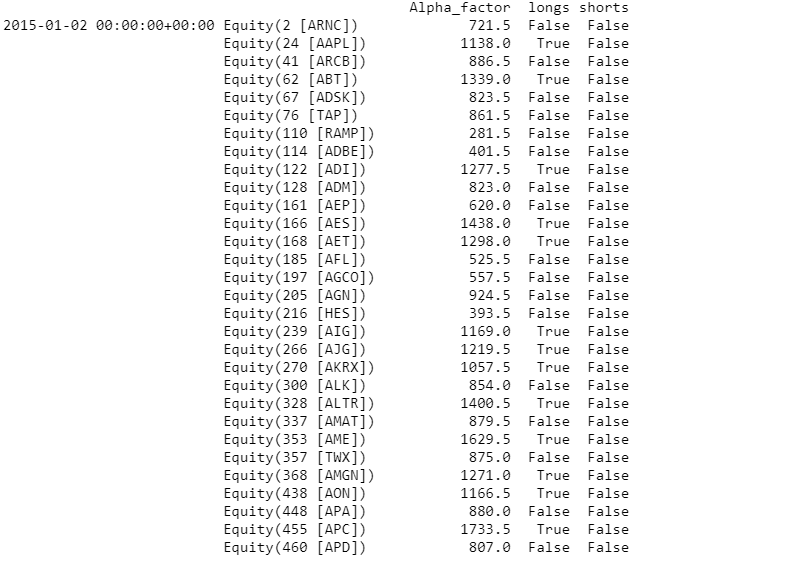 Alpha_factor longs shorts
2015-01-02 00:00:00+00:00 Equity(2 [ARNC]) 721.5 False False
Equity(24 [AAPL]) 1138.0 True False
Equity(41 [ARCB]) 886.5 False False
Equity(62 [ABT]) 1339.0 True False
Equity(67 [ADSK]) 823.5 False False
Equity(76 [TAP]) 861.5 False False
Equity(110 [RAMP]) 281.5 False False
Equity(114 [ADBE]) 401.5 False False
Equity(122 [ADI]) 1277.5 True False
Equity(128 [ADM]) 823.0 False False
Equity(161 [AEP]) 620.0 False False
Equity(166 [AES]) 1438.0 True False
Equity(168 [AET]) 1298.0 True False
Equity(185 [AFL]) 525.5 False False
Equity(197 [AGCO]) 557.5 False False
Equity(205 [AGN]) 924.5 False False
Equity(216 [HES]) 393.5 False False
Equity(239 [AIG]) 1169.0 True False
Equity(266 [AJG]) 1219.5 True False
Equity(270 [AKRX]) 1057.5 True False
Equity(300 [ALK]) 854.0 False False
Equity(328 [ALTR]) 1400.5 True False
Equity(337 [AMAT]) 879.5 False False
Equity(353 [AME]) 1629.5 True False
Equity(357 [TWX]) 875.0 False False
Equity(368 [AMGN]) 1271.0 True False
Equity(438 [AON]) 1166.5 True False
Equity(448 [APA]) 880.0 False False
Equity(455 [APC]) 1733.5 True False
Equity(460 [APD]) 807.0 False False